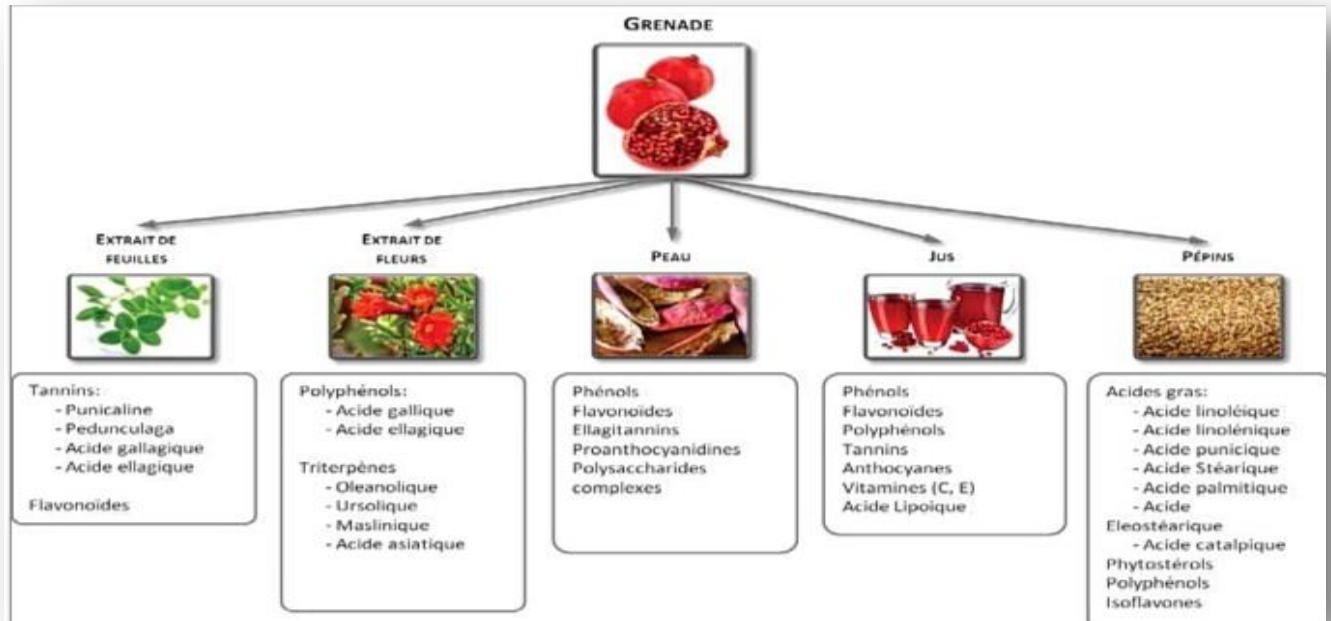 GRENADE
EXTRAIT DE
FEUILLES
Tannins:
- Punicaline
- Pedunculaga
- Acide gallagique
- Acide ellagique
Flavonoïdes
EXTRAIT DE
FLEURS
Polyphénols:
- Acide gallique
- Acide ellagique
Triterpènes
- Oleanolique
- Ursolique
- Maslinique
- Acide asiatique
PEAU
Phénols
Flavonoïdes
Ellagitannins
Proanthocyanidines
Polysaccharides
complexes
JUS
Phénols
Flavonoïdes
Polyphénols
Tannins
Anthocyanes
Vitamines (C, E)
Acide Lipoique
PÉPINS
Acides gras:
- Acide linoléique
- Acide linolénique
- Acide punicique
- Acide Stéarique
- Acide palmitique
- Acide
Eleostéarique
- Acide catalpique
Phytostérols
Polyphénols
Isoflavones